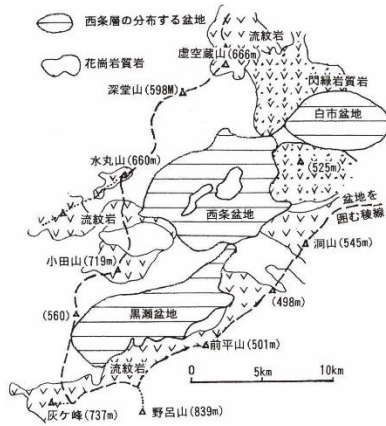 西条層の分布する盆地
花崗岩質岩
流紋岩
虚空蔵山(666m)
深堂山(598M)
閃緑岩質岩
白市盆地
水丸山(660m)
(525m)
西条盆地
盆地を
囲む稜線
流紋岩
洞山(545m)
小田山(719m)
(498m)
(560)
黒瀬盆地
前平山(501m)
流紋岩
0
5km
10km
灰ケ峰(737m)
野呂山(839m)